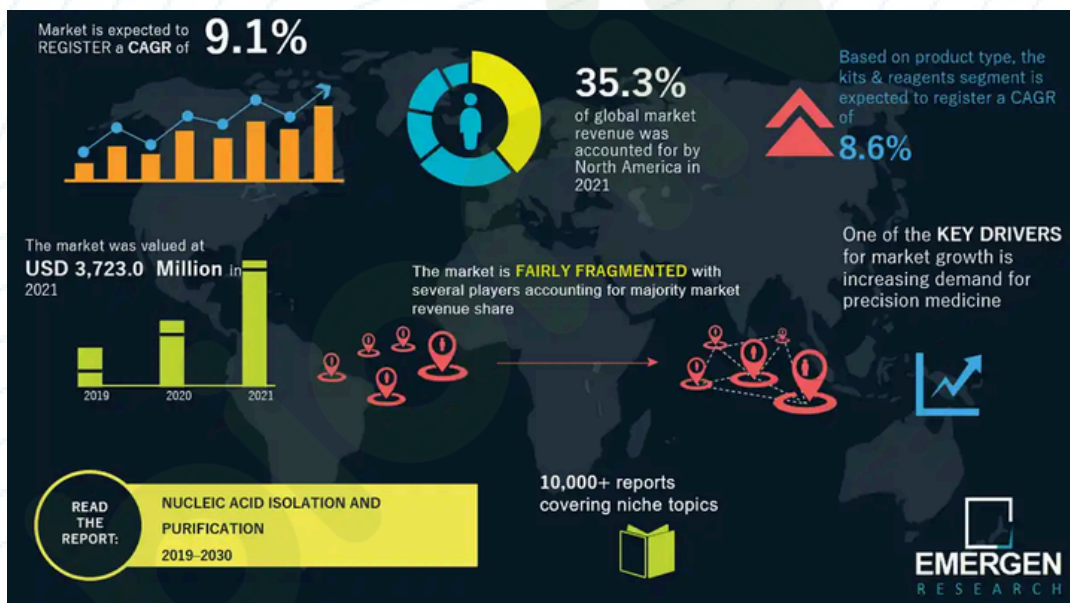 Market is expected to
REGISTER a CAGR of
9.1%
35.3%
of global market
revenue was
accounted for by
North America in
2021
Based on product type, the
kits & reagents segment is
expected to register a CAGR
of
8.6%
The market was valued at
USD 3,723.0 Million in
2021
2019
2020
2021
The market is FAIRLY FRAGMENTED with
several players accounting for majority market
revenue share
One of the KEY DRIVERS
for market growth is
increasing demand for
precision medicine
READ
THE
REPORT:
NUCLEIC ACID ISOLATION AND
PURIFICATION
2019–2030
10,000+ reports
covering niche topics
EMERGEN
RESEARCH